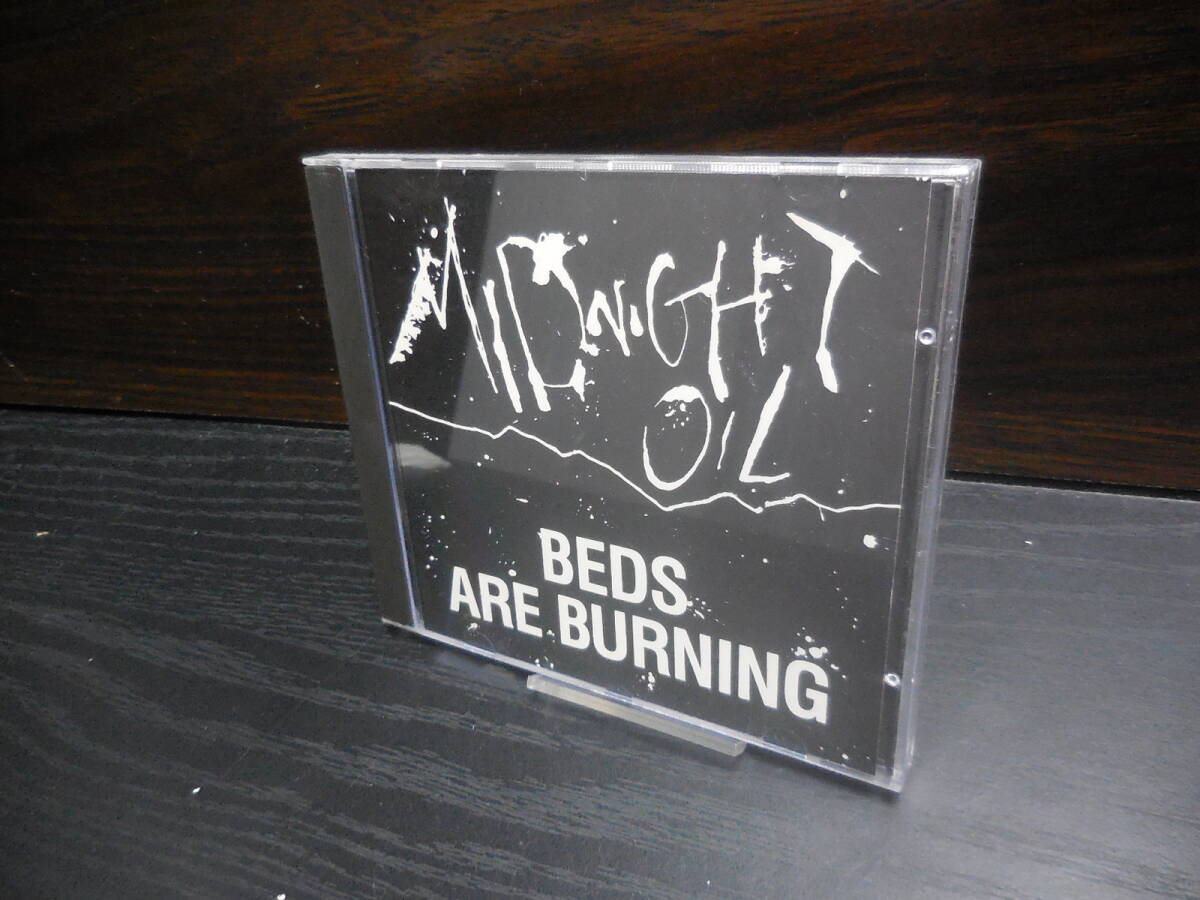 MIDNIGHT
OIL
BEDS
ARE BURNING